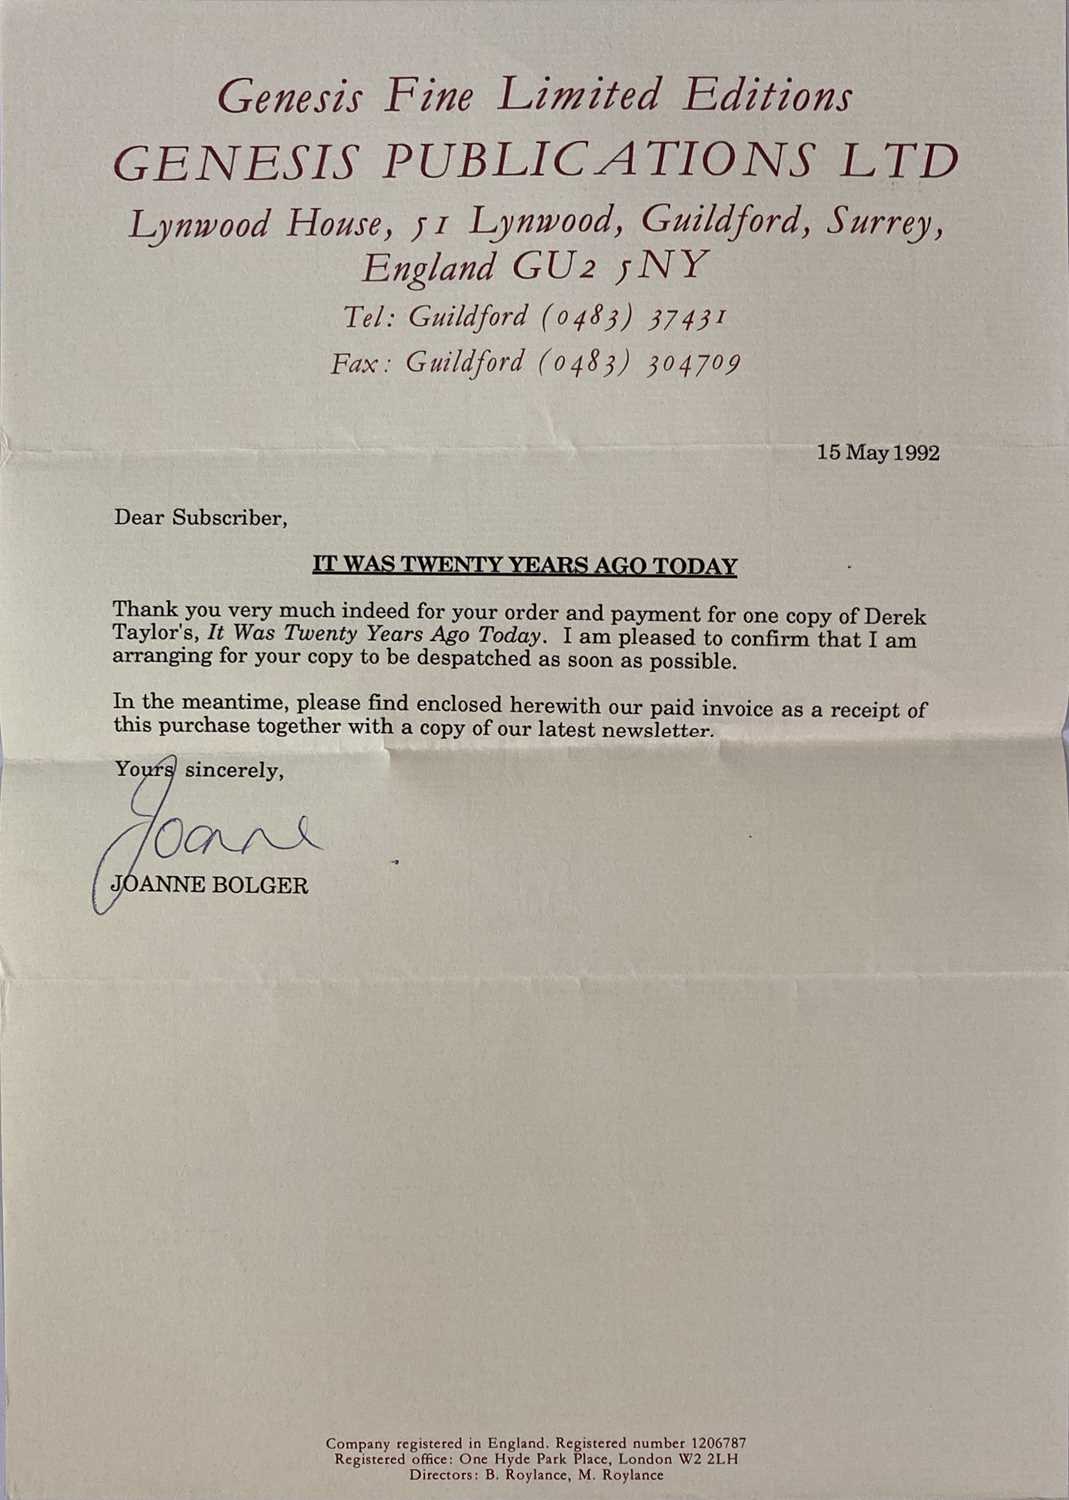 Genesis Fine Limited Editions
GENESIS PUBLICATIONS LTD
Lynwood House, 51 Lynwood, Guildford, Surrey,
England GU2 5NY
Tel: Guildford (0483) 37431
Fax: Guildford (0483) 304709
15 May 1992
Dear Subscriber,
IT WAS TWENTY YEARS AGO TODAY
Thank you very much indeed for your order and payment for one copy of Derek
Taylor's, It Was Twenty Years Ago Today. I am pleased to confirm that I am
arranging for your copy to be despatched as soon as possible.
In the meantime, please find enclosed herewith our paid invoice as a receipt of
this purchase together with a copy of our latest newsletter.
Yours sincerely,
Joanne
JOANNE BOLGER
Company registered in England. Registered number 1206787
Registered office: One Hyde Park Place, London W2 2LH
Directors: B. Roylance, M. Roylance